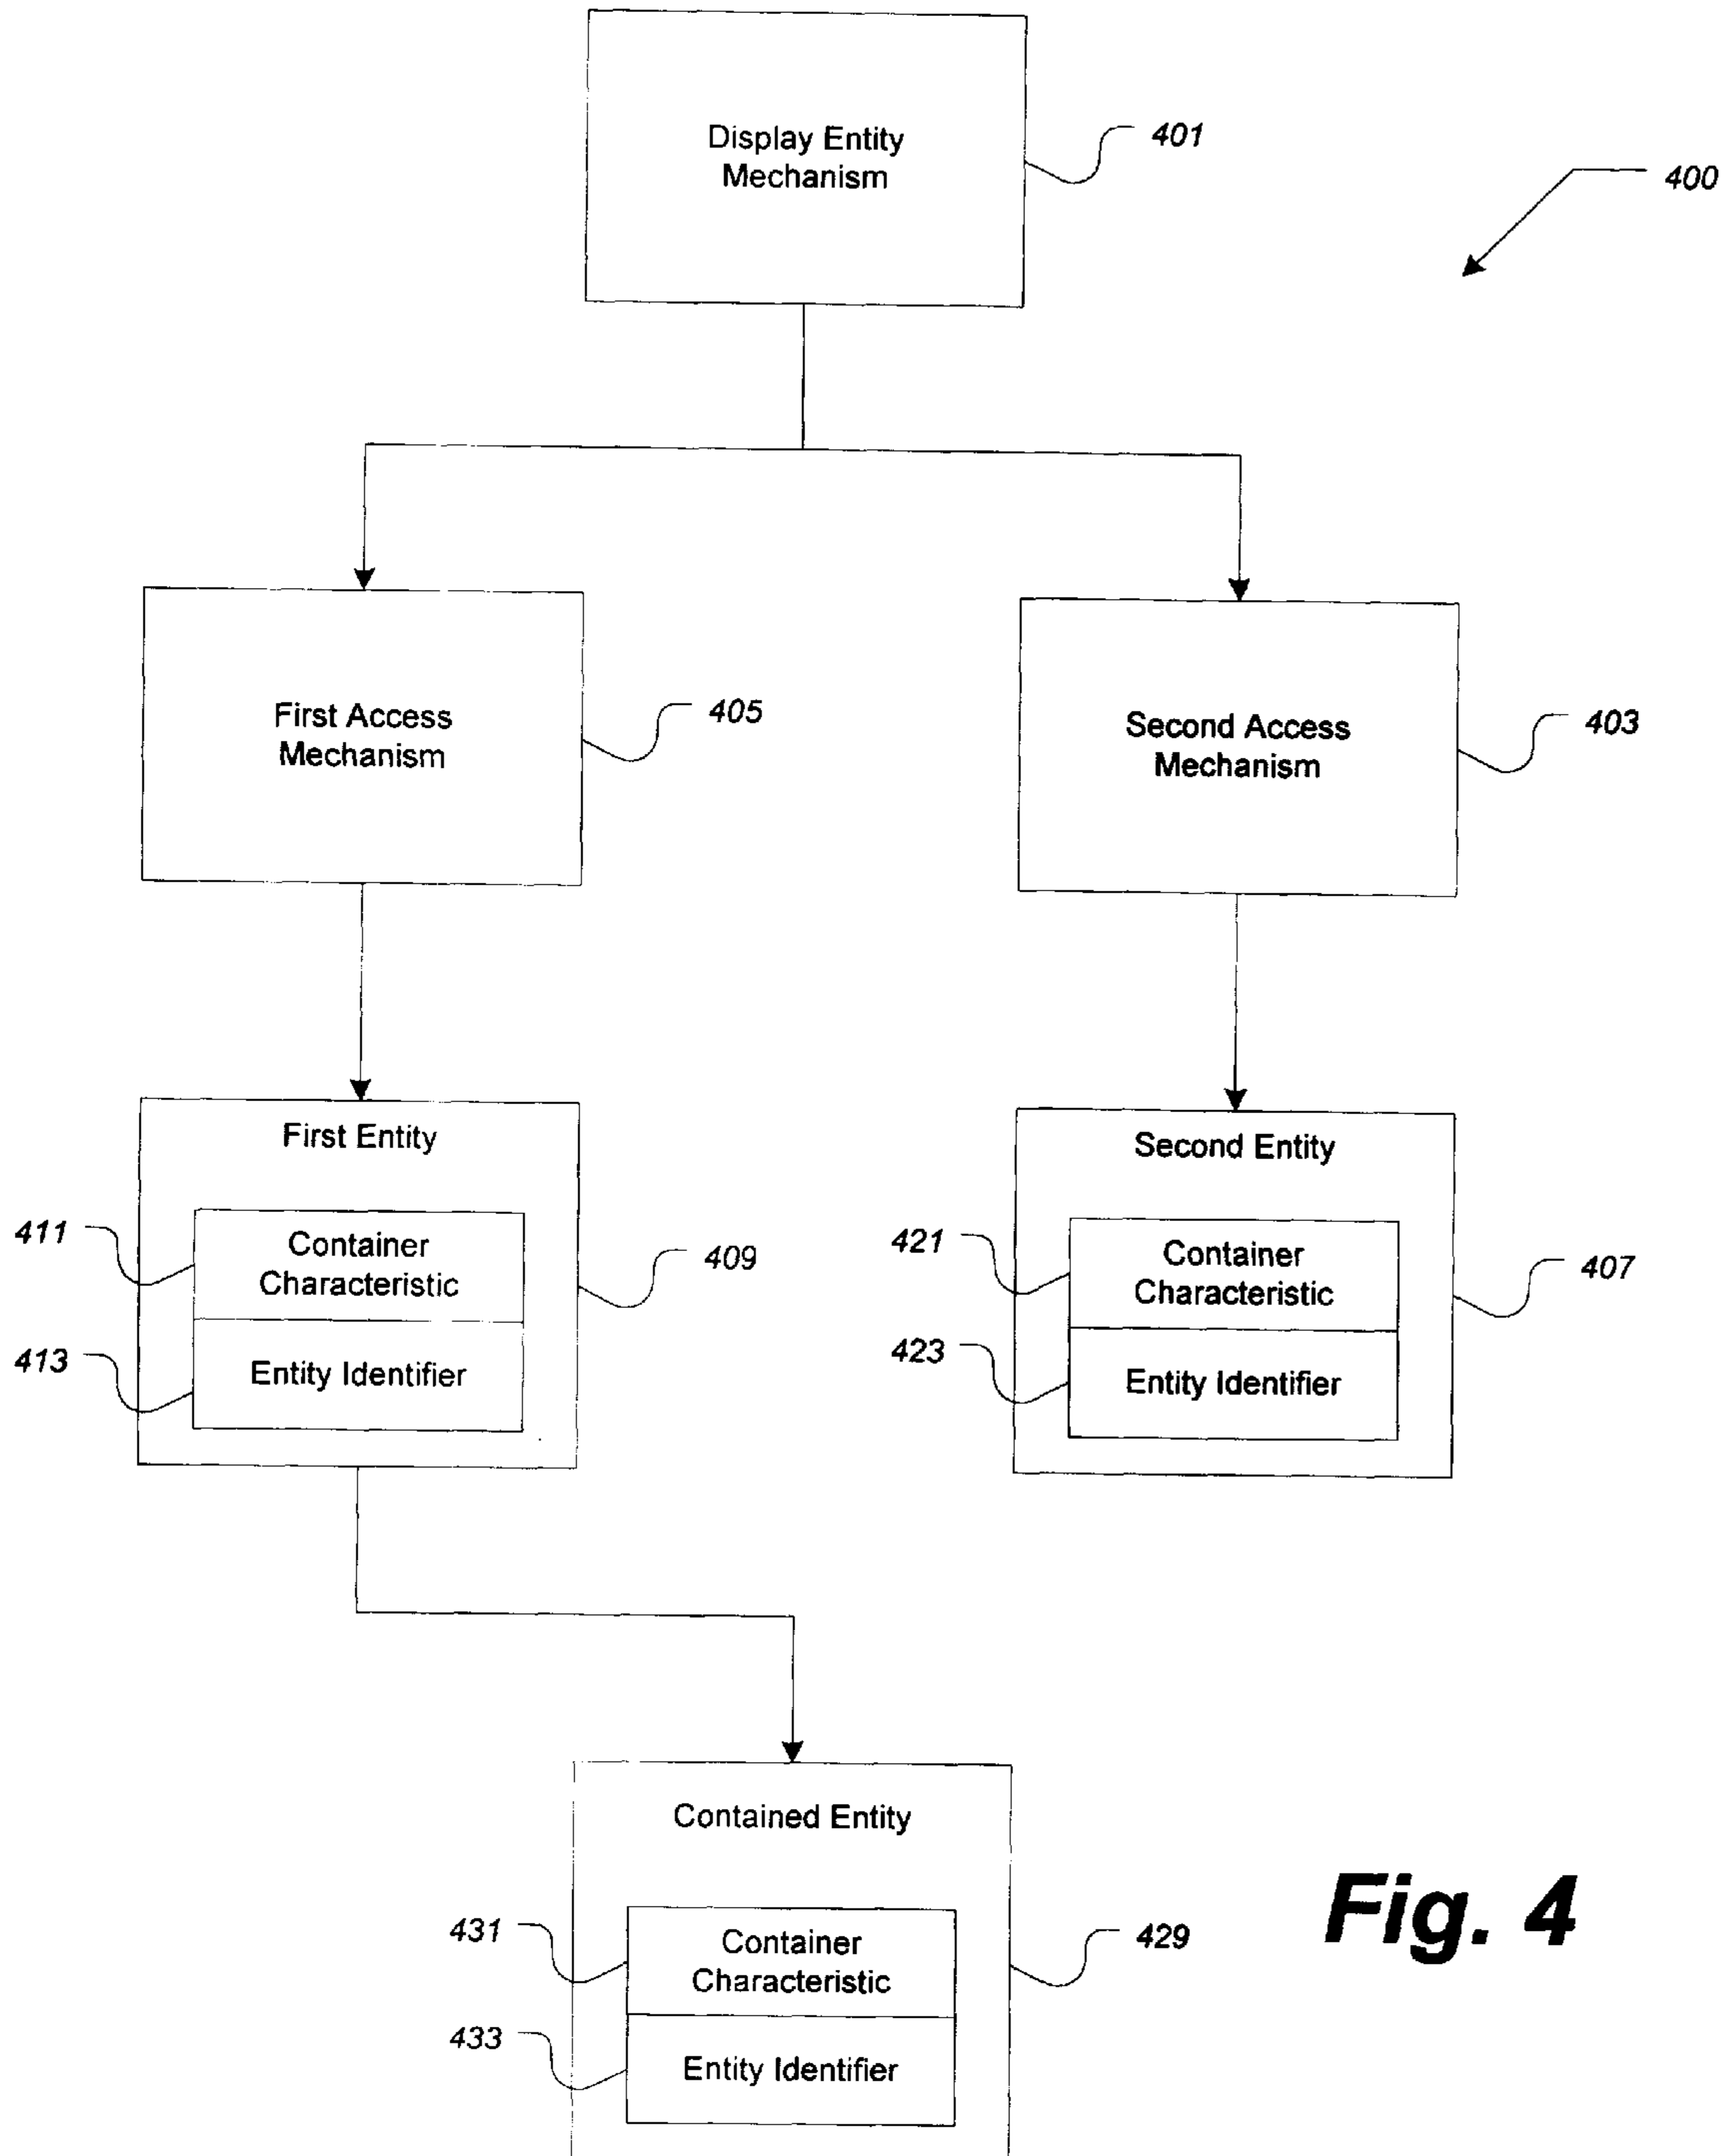 Display Entity
Mechanism
401
400
First Access
Mechanism
405
Second Access
Mechanism
403
First Entity
411
Container
Characteristic
409
413
Entity Identifier
Second Entity
421
Container
Characteristic
407
423
Entity Identifier
Contained Entity
431
Container
Characteristic
429
433
Entity Identifier
Fig. 4